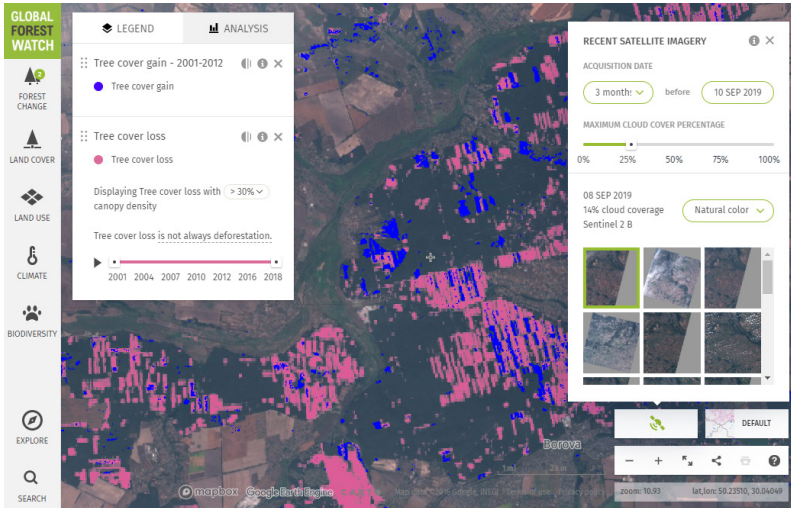 GLOBAL
FOREST
WATCH
2
FOREST
CHANGE
LAND COVER
LAND USE
CLIMATE
BIODIVERSITY
EXPLORE
SEARCH
LEGEND
ANALYSIS
Tree cover gain - 2001-2012
Tree cover gain
Tree cover loss
Tree cover loss
Displaying Tree cover loss with > 30%
canopy density
Tree cover loss is not always deforestation.
2001 2004 2007 2010 2012 2016 2018
RECENT SATELLITE IMAGERY
ACQUISITION DATE
3 month: before 10 SEP 2019
MAXIMUM CLOUD COVER PERCENTAGE
0% 25% 50% 75% 100%
08 SEP 2019
14% cloud coverage
Sentinel 2 B
Natural color
DEFAULT
Borova
mapbox Google Earth Engine
zoom: 10.93 lat,lon: 50.23510, 30.04049